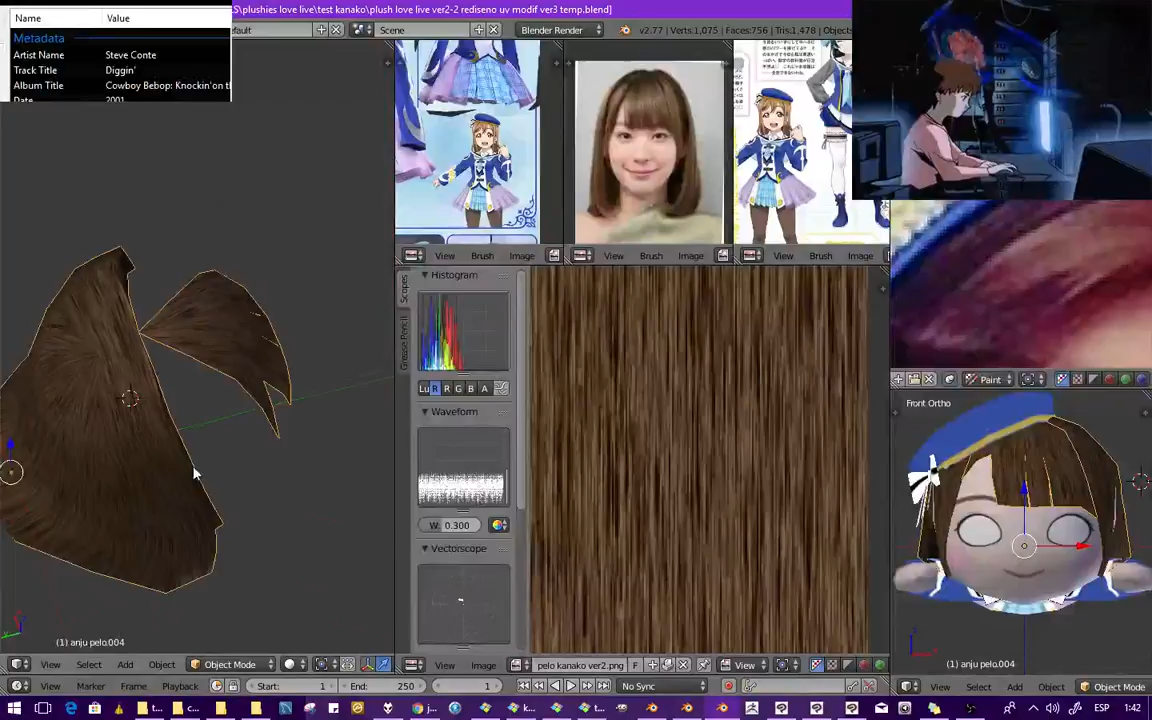 S\plushies love live\test kanako\plush love live ver2-2 rediseno uv modif ver3 temp.blend]
Name Value
Metadata
Artist Name Steve Conte
Track Title Diggin'
Album Title Cowboy Bebop: Knockin'on t
Date 2001
efault Scene Blender Render v2.77 | Verts:1,075 | Faces:756 | Tris:1,478 | Objects
View Brush Image View Brush Image View Brush Image
Histogram
Scopes
Grease Pencil
Lu R R G B A
Waveform
W: 0.300
Vectorscope
Paint
Front Ortho
(1) anju pelo.004
(1) anju pelo.004
View Select Add Object Object Mode
View Image pelo kanako ver2.png F View
View Marker Frame Playback Start: 1 End: 250 1 No Sync
View Select Add Object Object Mode
t... c... j... k... t...
ESP 1:42